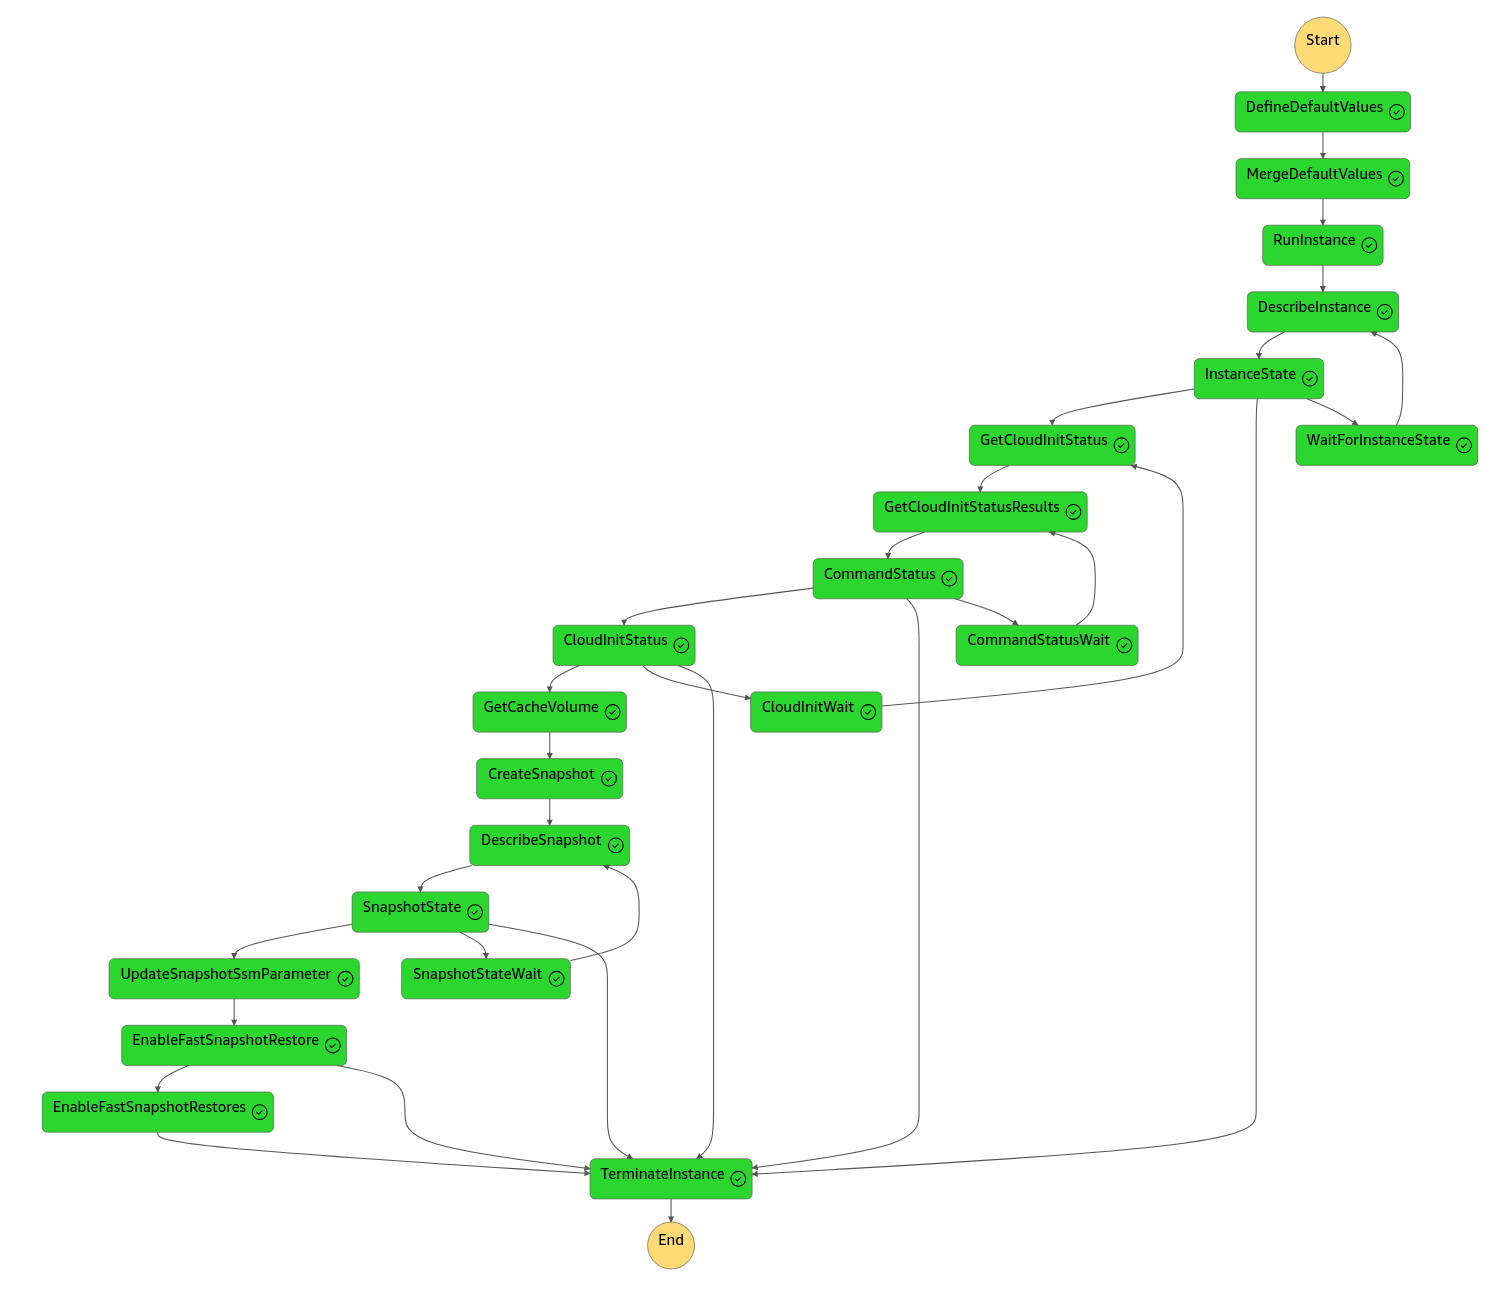 Start
DefineDefaultValues
MergeDefaultValues
RunInstance
DescribeInstance
InstanceState
GetCloudInitStatus
WaitForInstanceState
GetCloudInitStatusResults
CommandStatus
CloudInitStatus
CommandStatusWait
GetCacheVolume
CloudInitWait
CreateSnapshot
DescribeSnapshot
SnapshotState
UpdateSnapshotSsmParameter
SnapshotStateWait
EnableFastSnapshotRestore
EnableFastSnapshotRestores
TerminateInstance
End